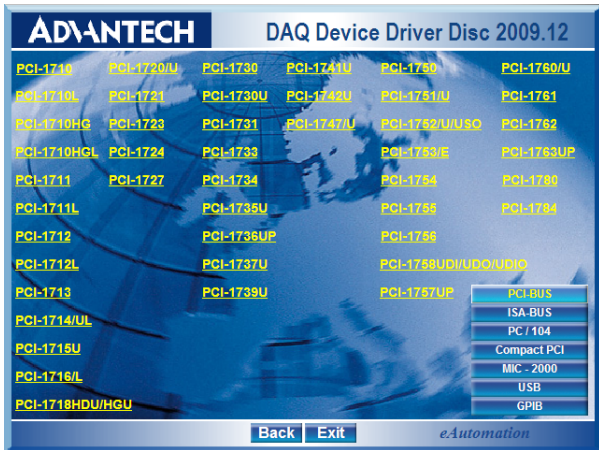 ADVANTECH DAQ Device Driver Disc 2009.12
PCI-1710 PCI-1720/U PCI-1730 PCI-1741U PCI-1750 PCI-1760/U
PCI-1710L PCI-1721 PCI-1730U PCI-1742U PCI-1751/U PCI-1761
PCI-1710HG PCI-1723 PCI-1731 PCI-1747/U PCI-1752/U/USO PCI-1762
PCI-1710HGL PCI-1724 PCI-1733 PCI-1753/E PCI-1763UP
PCI-1711 PCI-1727 PCI-1734 PCI-1754 PCI-1780
PCI-1711L PCI-1735U PCI-1755 PCI-1784
PCI-1712 PCI-1736UP PCI-1756
PCI-1712L PCI-1737U PCI-1758UDI/UDO/UDIO
PCI-1713 PCI-1739U PCI-1757UP PCI-BUS
PCI-1714/UL ISA-BUS
PC / 104
PCI-1715U Compact PCI
PCI-1716/L MIC - 2000
USB
PCI-1718HDU/HGU GPIB
Back Exit eAutomation